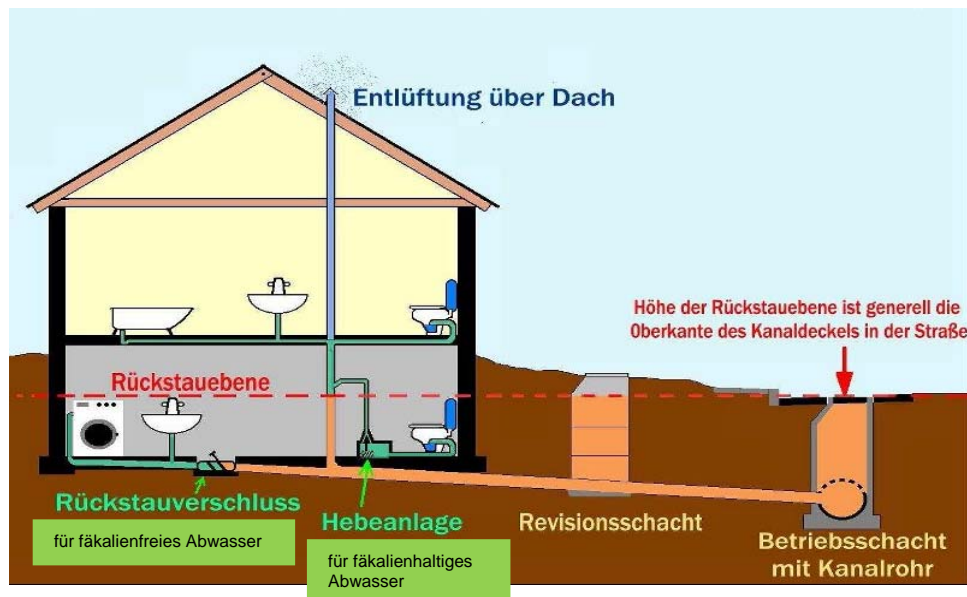 Entlüftung über Dach
Höhe der Rückstauebene ist generell die
Oberkante des Kanaldeckels in der Straße
Rückstauebene
Rückstauverschluss
für fäkalienfreies Abwasser
Hebeanlage
für fäkalienhaltiges
Abwasser
Revisionsschacht
Betriebsschacht
mit Kanalrohr